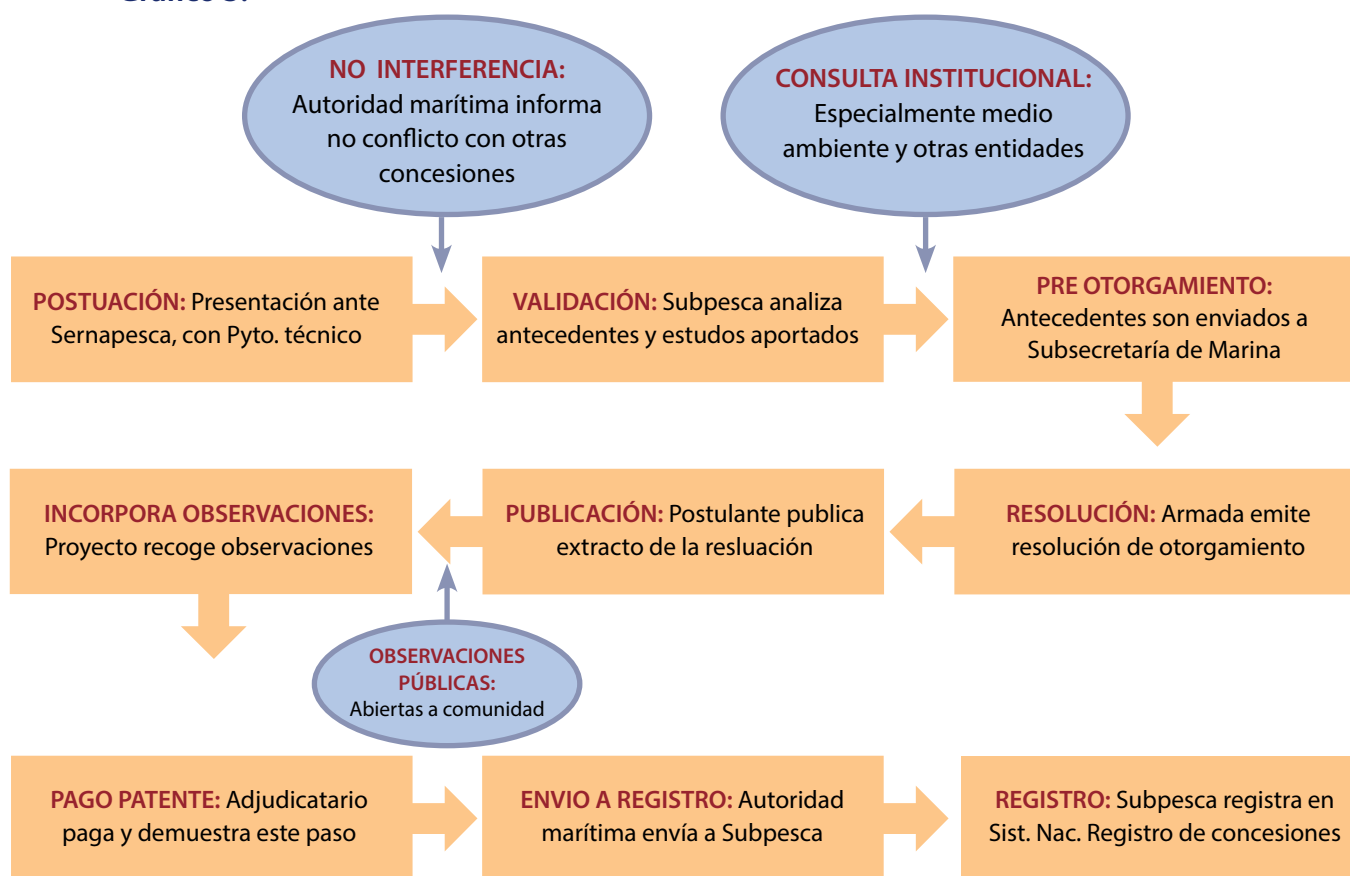 NO INTERFERENCIA:
Autoridad marítima informa
no conflicto con otras
concesiones
CONSULTA INSTITUCIONAL:
Especialmente medio
ambiente y otras entidades
POSTUACIÓN: Presentación ante
Sernapesca, con Pyto. técnico
VALIDACIÓN: Subpesca analiza
antecedentes y estudos aportados
PRE OTORGAMIENTO:
Antecedentes son enviados a
Subsecretaría de Marina
INCORPORA OBSERVACIONES:
Proyecto recoge observaciones
PUBLICACIÓN: Postulante publica
extracto de la resluación
RESOLUCIÓN: Armada emite
resolución de otorgamiento
OBSERVACIONES
PÚBLICAS:
Abiertas a comunidad
PAGO PATENTE: Adjudicatario
paga y demuestra este paso
ENVIO A REGISTRO: Autoridad
marítima envía a Subpesca
REGISTRO: Subpesca registra en
Sist. Nac. Registro de concesiones